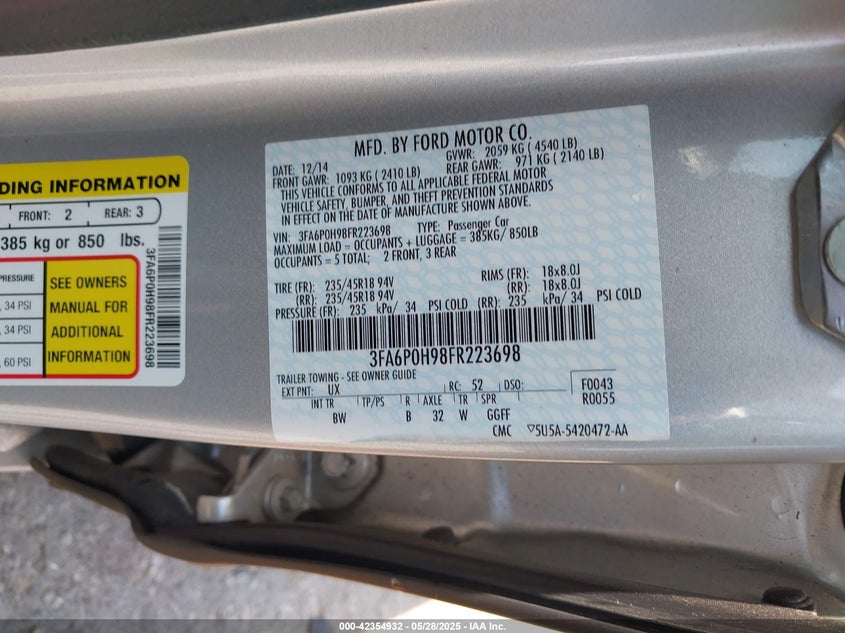 DING INFORMATION
FRONT: 2 REAR: 3
385 kg or 850 lbs.
PRESSURE
, 34 PSI
, 34 PSI
, 60 PSI
SEE OWNERS
MANUAL FOR
ADDITIONAL
INFORMATION
3FA6P0H98FR223698
MFD. BY FORD MOTOR CO.
DATE: 12/14 GVWR: 2059 KG ( 4540 LB)
FRONT GAWR: 1093 KG ( 2410 LB) REAR GAWR: 971 KG ( 2140 LB)
THIS VEHICLE CONFORMS TO ALL APPLICABLE FEDERAL MOTOR
VEHICLE SAFETY, BUMPER, AND THEFT PREVENTION STANDARDS
IN EFFECT ON THE DATE OF MANUFACTURE SHOWN ABOVE.
VIN: 3FA6P0H98FR223698 TYPE: Passenger Car
MAXIMUM LOAD = OCCUPANTS + LUGGAGE = 385KG/ 850LB
OCCUPANTS = 5 TOTAL; 2 FRONT, 3 REAR
TIRE (FR): 235/45R18 94V RIMS (FR): 18x8.0J
(RR): 235/45R18 94V (RR): 18x8.0J
PRESSURE (FR): 235 kPa/ 34 PSI COLD (RR): 235 kPa/ 34 PSI COLD
3FA6P0H98FR223698
TRAILER TOWING - SEE OWNER GUIDE
EXT PNT: UX RC: 52 DSO: F0043
INT TR TP/PS R AXLE TR SPR R0055
BW B 32 W GGFF
CMC ▽5U5A-5420472-AA
000-42354932 - 05/28/2025 - IAA Inc.